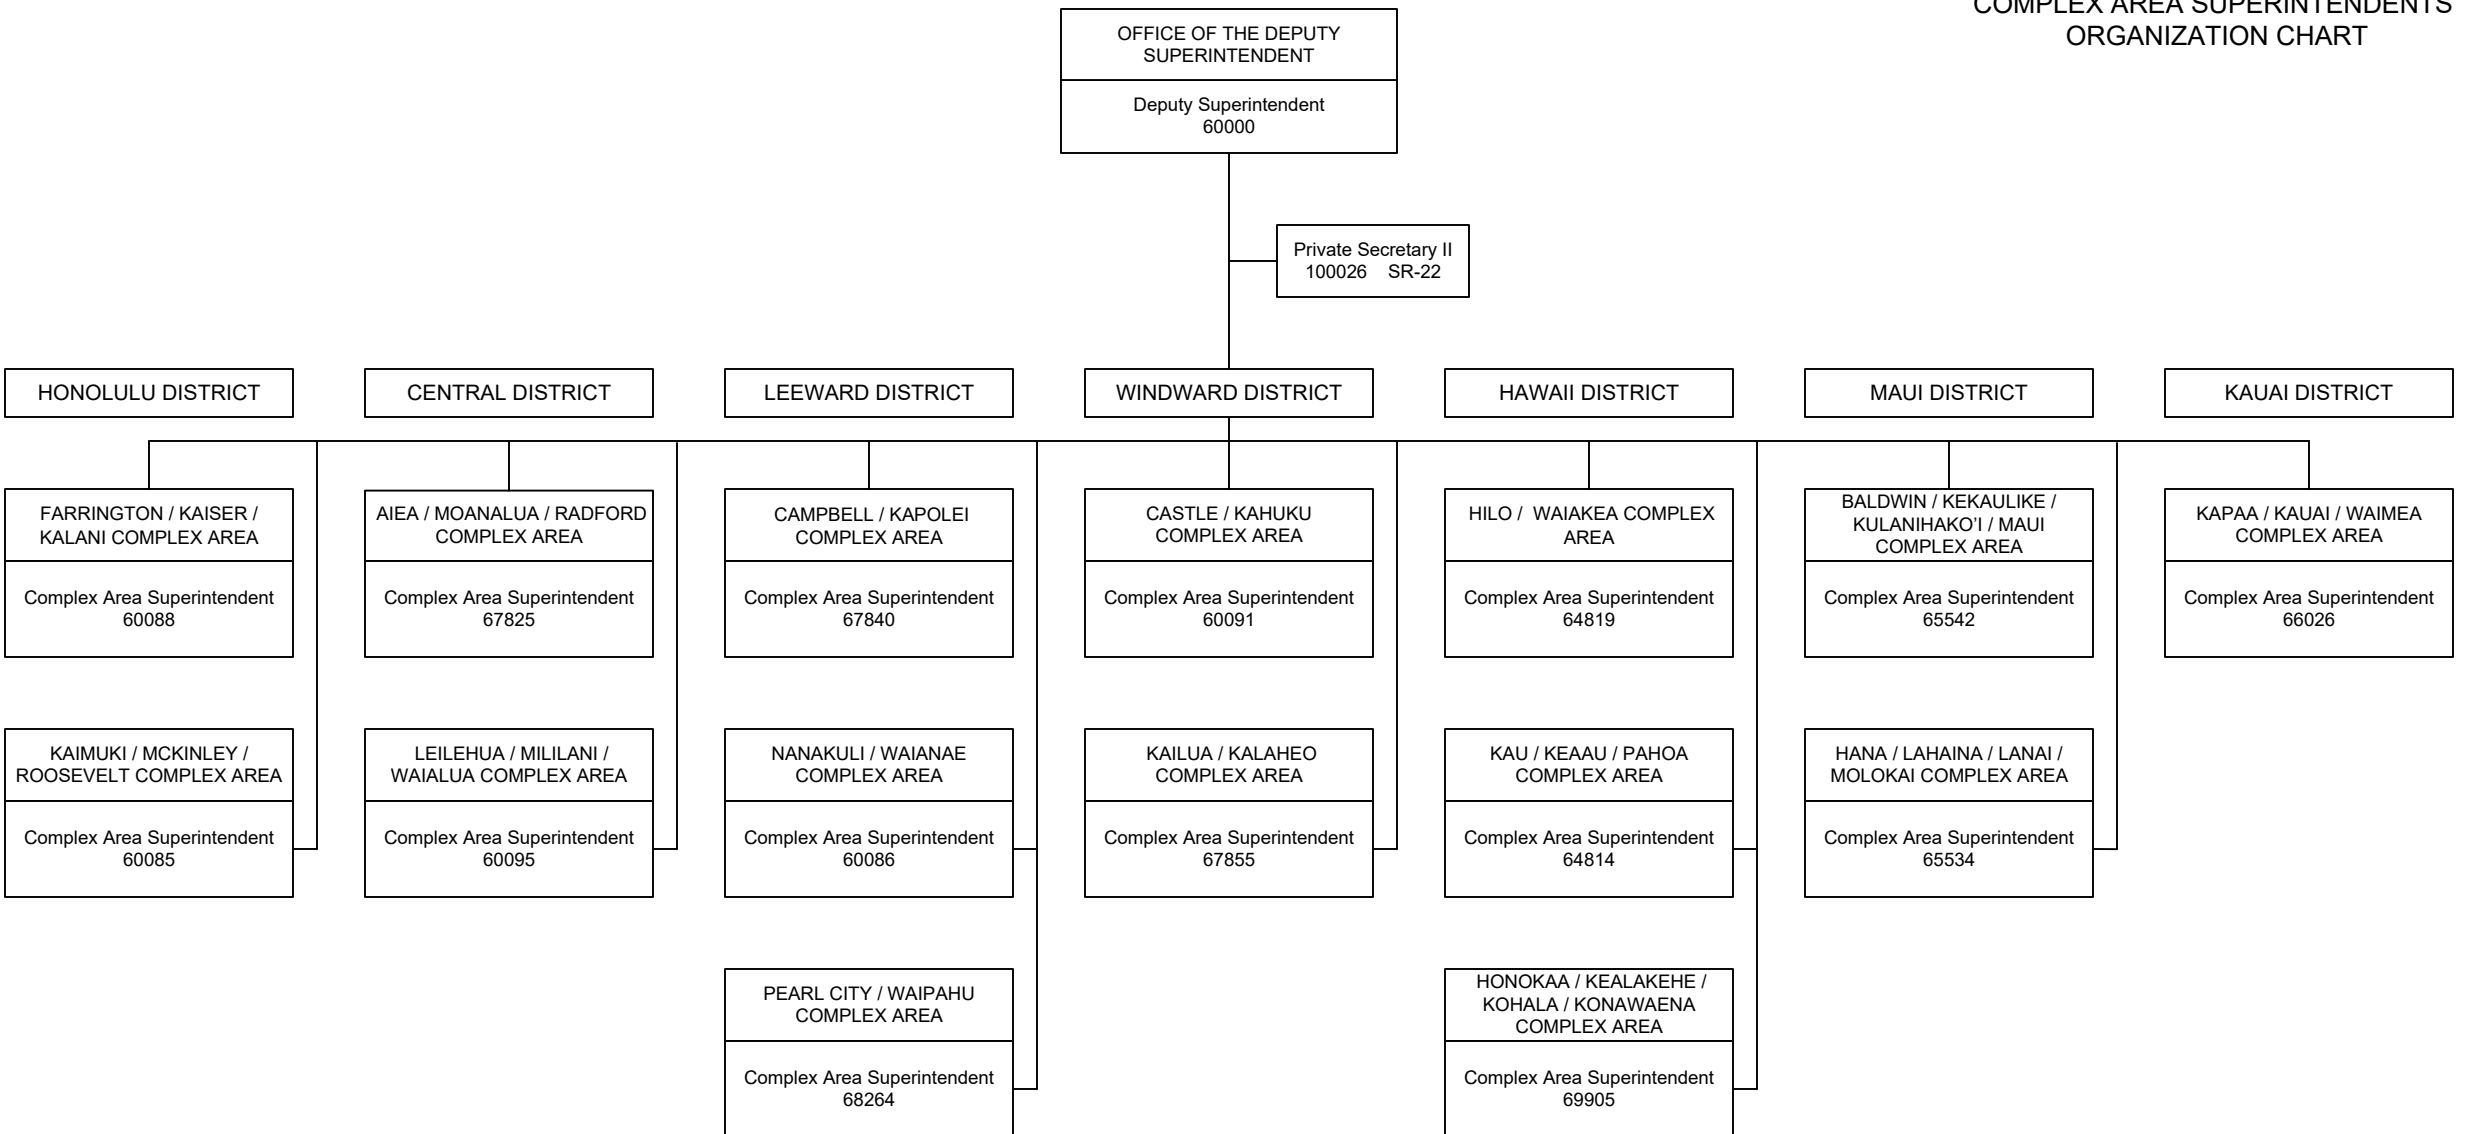 COMPLEX AREA SUPERINTENDENTS
ORGANIZATION CHART
OFFICE OF THE DEPUTY
SUPERINTENDENT
Deputy Superintendent
60000
Private Secretary II
100026 SR-22
HONOLULU DISTRICT
CENTRAL DISTRICT
LEEWARD DISTRICT
WINDWARD DISTRICT
HAWAII DISTRICT
MAUI DISTRICT
KAUAI DISTRICT
FARRINGTON / KAISER /
KALANI COMPLEX AREA
Complex Area Superintendent
60088
AIEA / MOANALUA / RADFORD
COMPLEX AREA
Complex Area Superintendent
67825
CAMPBELL / KAPOLEI
COMPLEX AREA
Complex Area Superintendent
67840
CASTLE / KAHUKU
COMPLEX AREA
Complex Area Superintendent
60091
HILO / WAIAKEA COMPLEX
AREA
Complex Area Superintendent
64819
BALDWIN / KEKAULIKE /
KULANIHAKO’I / MAUI
COMPLEX AREA
Complex Area Superintendent
65542
KAPAA / KAUAI / WAIMEA
COMPLEX AREA
Complex Area Superintendent
66026
KAIMUKI / MCKINLEY /
ROOSEVELT COMPLEX AREA
Complex Area Superintendent
60085
LEILEHUA / MILILANI /
WAIALUA COMPLEX AREA
Complex Area Superintendent
60095
NANAKULI / WAIANAE
COMPLEX AREA
Complex Area Superintendent
60086
KAILUA / KALAHEO
COMPLEX AREA
Complex Area Superintendent
67855
KAU / KEAAU / PAHOA
COMPLEX AREA
Complex Area Superintendent
64814
HANA / LAHAINA / LANAI /
MOLOKAI COMPLEX AREA
Complex Area Superintendent
65534
PEARL CITY / WAIPAHU
COMPLEX AREA
Complex Area Superintendent
68264
HONOKAA / KEALAKEHE /
KOHALA / KONAWAENA
COMPLEX AREA
Complex Area Superintendent
69905